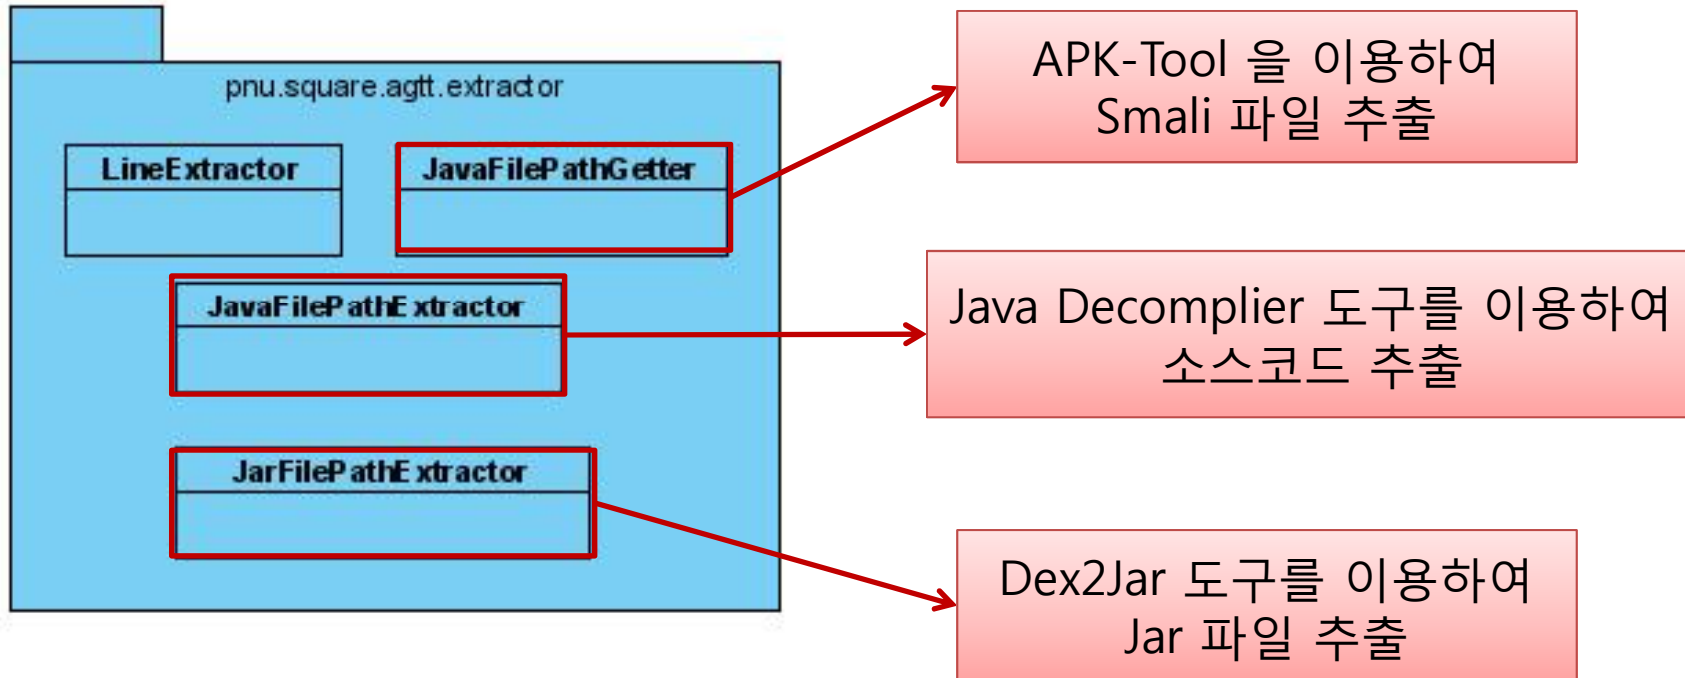 pnu.square.agtt.extractor
LineExtractor
JavaFilePathGetter
JavaFilePathExtractor
JarFilePathExtractor
APK-Tool 을 이용하여
Smali 파일 추출
Java Decomplier 도구를 이용하여
소스코드 추출
Dex2Jar 도구를 이용하여
Jar 파일 추출